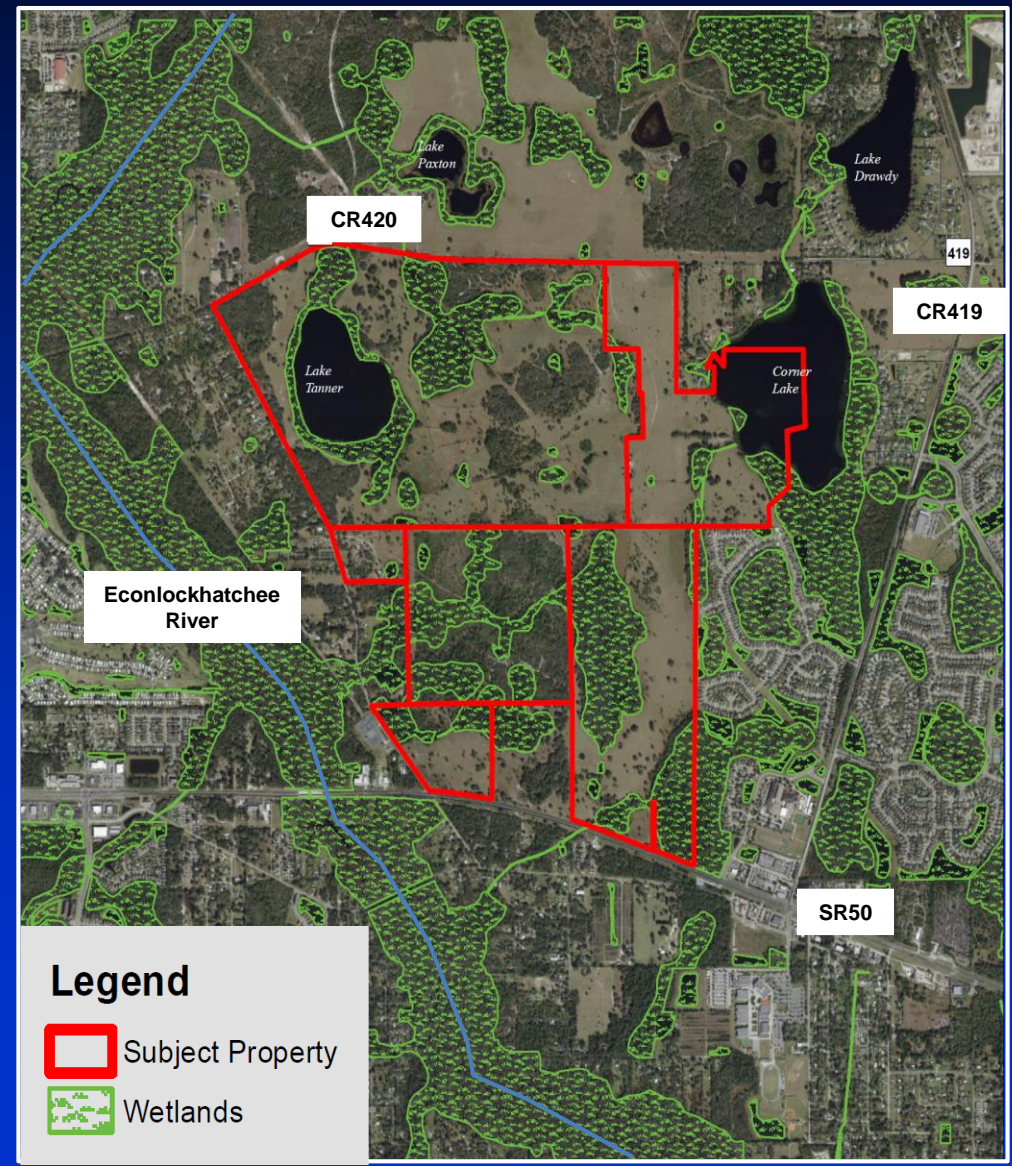 Lake
Paxton
Lake
Drawdy
CR420
419
CR419
Lake
Tanner
Corner
Lake
Econlockhatchee
River
SR50
Legend
Subject Property
Wetlands